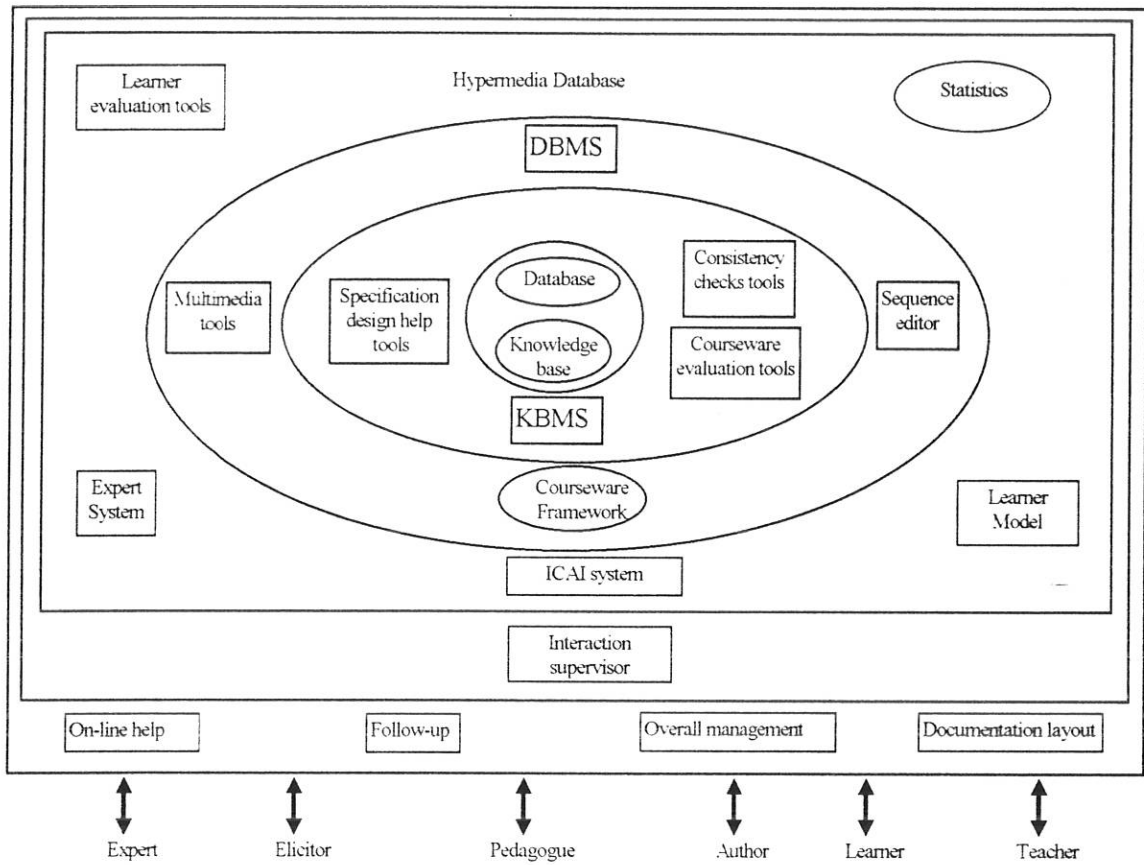 Learner
evaluation tools
Hypermedia Database
Statistics
DBMS
Multimedia
tools
Specification
design help
tools
Database
Knowledge
base
Consistency
checks tools
Courseware
evaluation tools
Sequence
editor
KBMS
Expert
System
Courseware
Framework
Learner
Model
ICAI system
Interaction
supervisor
On-line help
Follow-up
Overall management
Documentation layout
Expert
Elicitor
Pedagogue
Author
Learner
Teacher